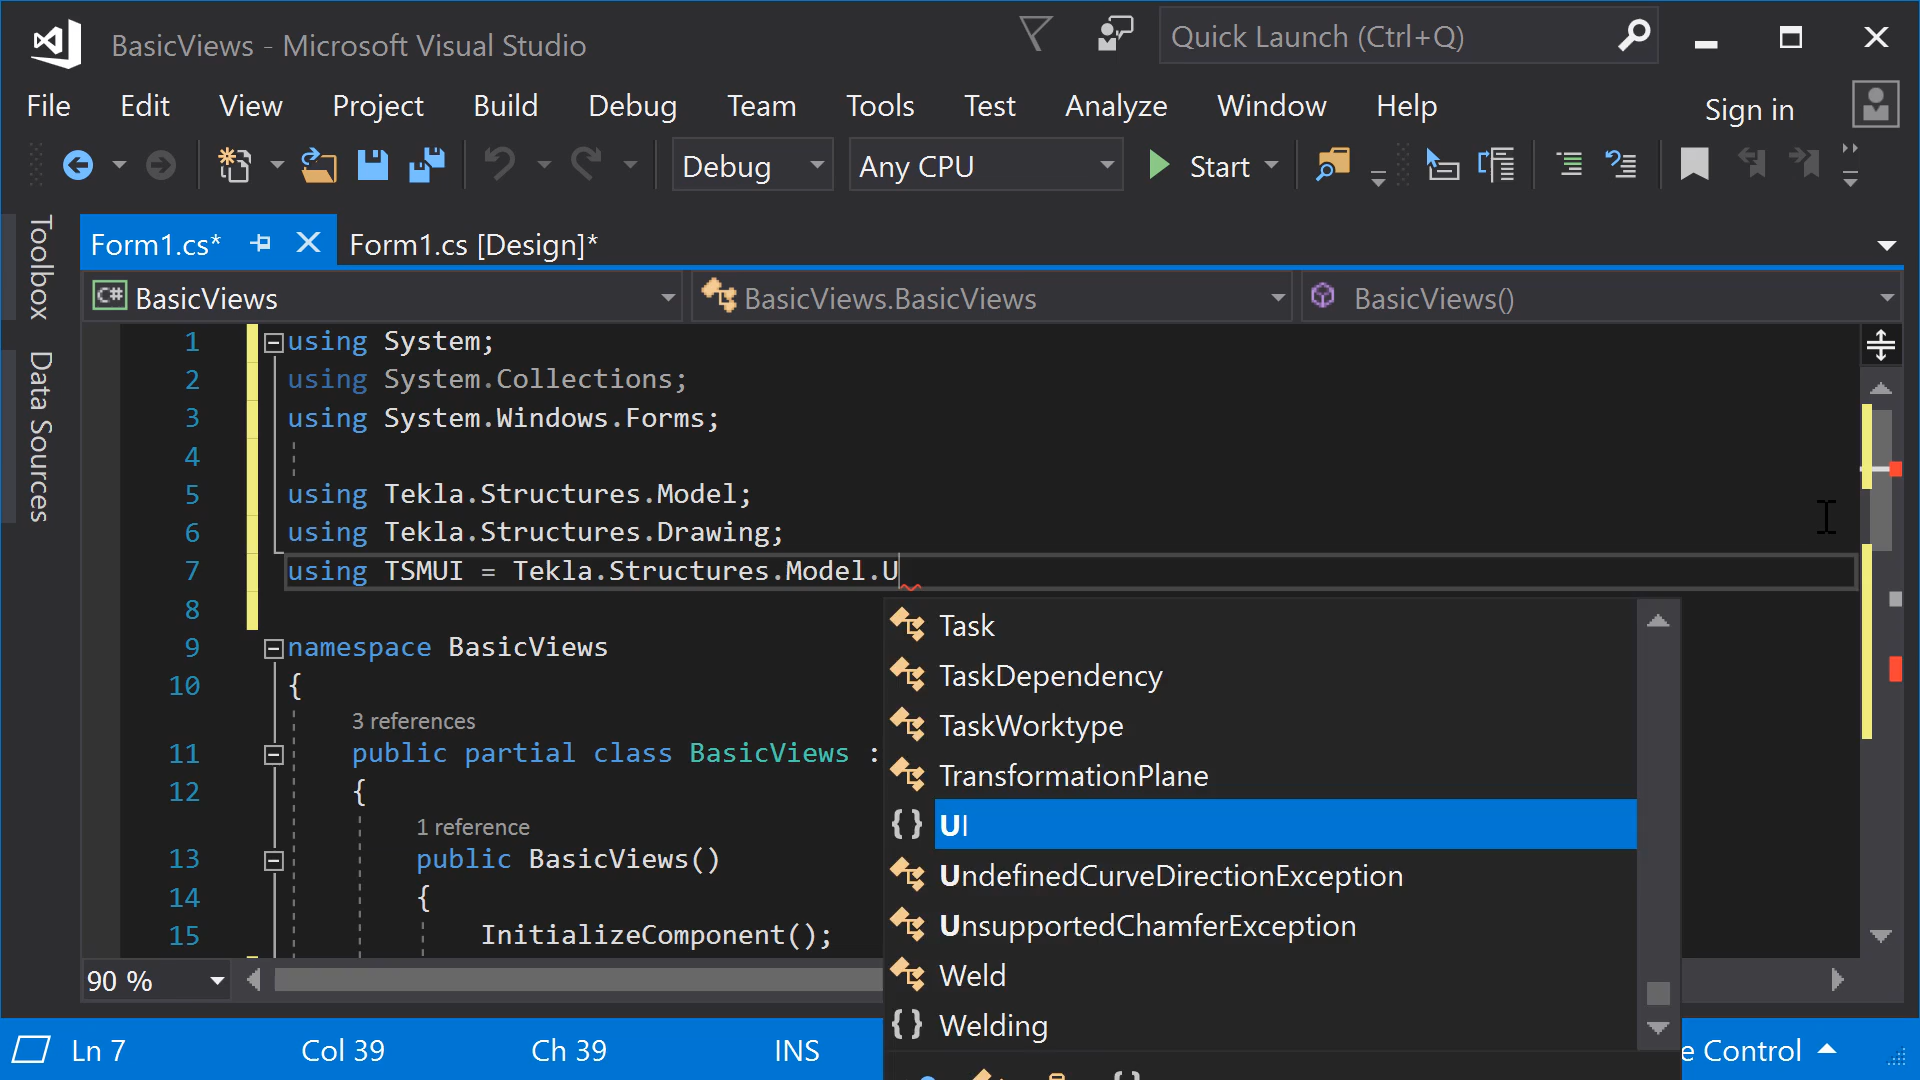 BasicViews - Microsoft Visual Studio
Quick Launch (Ctrl+Q)
File Edit View Project Build Debug Team Tools Test Analyze Window Help
Sign in
Debug Any CPU Start
Toolbox
Data Sources
Form1.cs* Form1.cs [Design]*
C# BasicViews BasicViews.BasicViews BasicViews()
1 using System;
2 using System.Collections;
3 using System.Windows.Forms;
4
5 using Tekla.Structures.Model;
6 using Tekla.Structures.Drawing;
7 using TSMUI = Tekla.Structures.Model.U
8
9 namespace BasicViews
10 {
3 references
11 public partial class BasicViews :
12 {
1 reference
13 public BasicViews()
14 {
15 InitializeComponent();
Task
TaskDependency
TaskWorktype
TransformationPlane
{ } UI
UndefinedCurveDirectionException
UnsupportedChamferException
Weld
{ } Welding
90 %
Ln 7 Col 39 Ch 39 INS
e Control